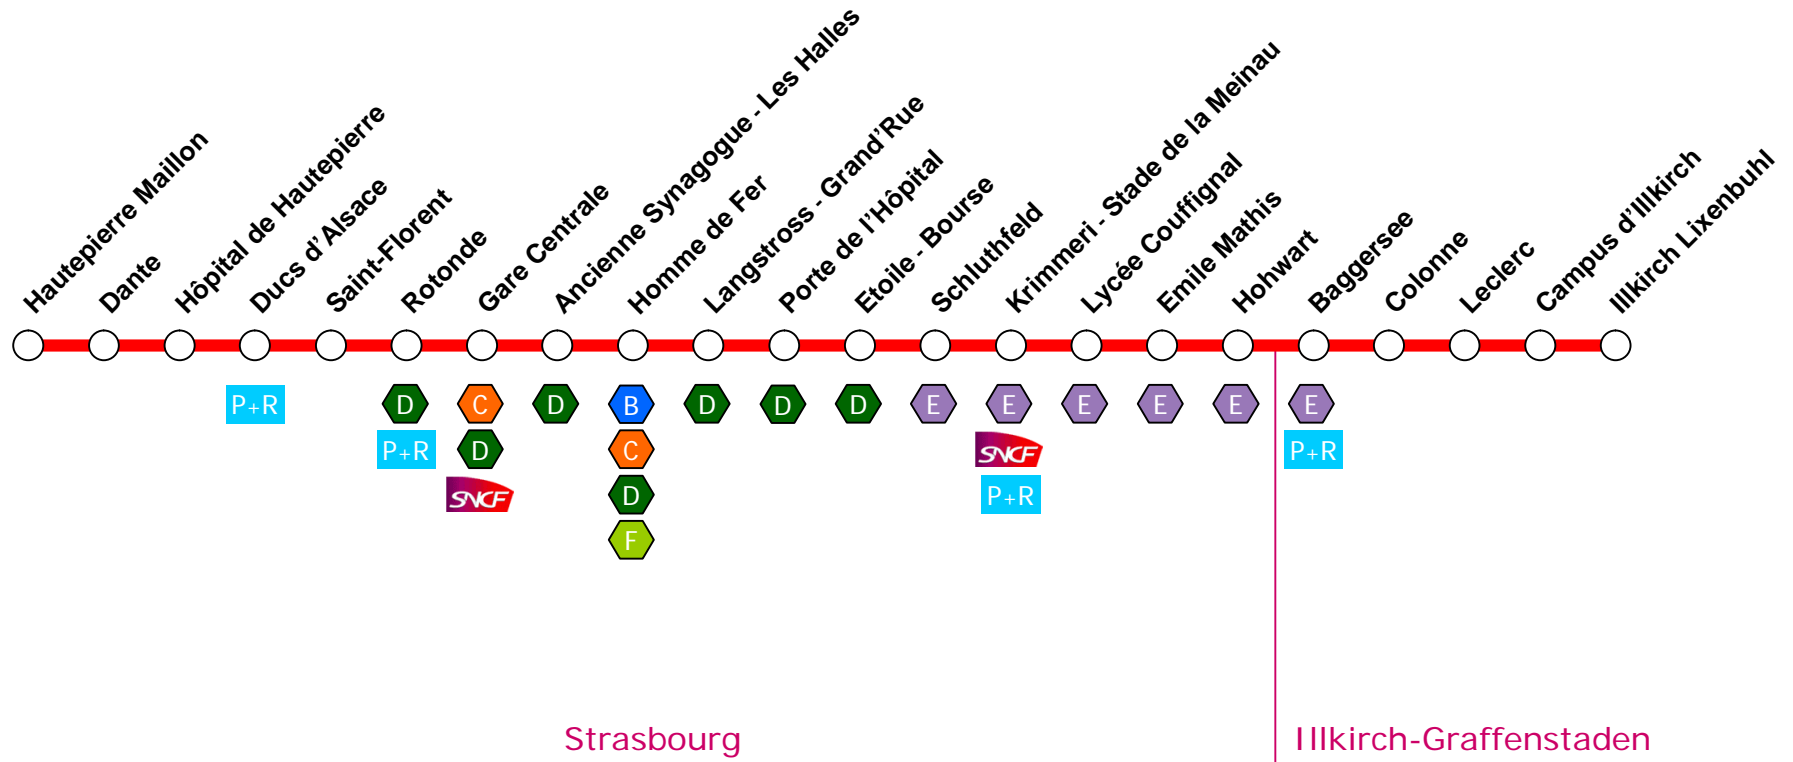 Hautepierre Maillon
Dante
Hôpital de Hautepierre
Ducs d'Alsace
Saint-Florent
Rotonde
Gare Centrale
Ancienne Synagogue - Les Halles
Homme de Fer
Langstross - Grand'Rue
Porte de l'Hôpital
Etoile - Bourse
Schluthfeld
Krimmeri - Stade de la Meinau
Lycée Couffignal
Emile Mathis
Hohwart
Baggersee
Colonne
Leclerc
Campus d'Illkirch
Illkirch Lixenbuhl
P+R D C D B D D D E E E E E E
P+R D C SNCF P+R
SNCF D P+R
F
Strasbourg Illkirch-Graffenstaden